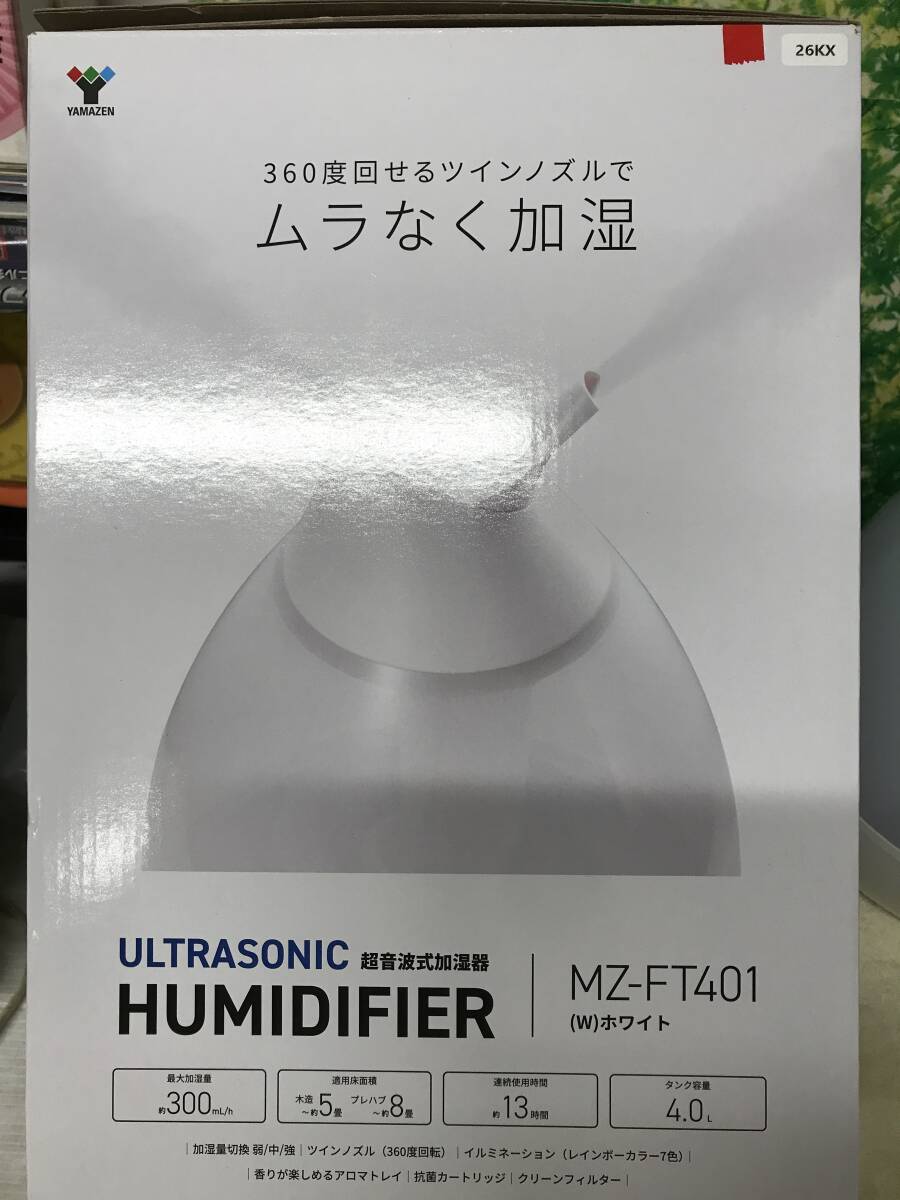 26KX
YAMAZEN
360度回せるツインノズルで
ムラなく加湿
ULTRASONIC 超音波式加湿器
HUMIDIFIER
MZ-FT401
(W)ホワイト
最大加湿量
約300mL/h
適用床面積
木造～約5畳 プレハブ～約8畳
連続使用時間
約13時間
タンク容量
4.0L
｜加湿量切換 弱/中/強｜ツインノズル（360度回転）｜イルミネーション（レインボーカラー7色）｜
｜香りが楽しめるアロマトレイ｜抗菌カートリッジ｜クリーンフィルター｜